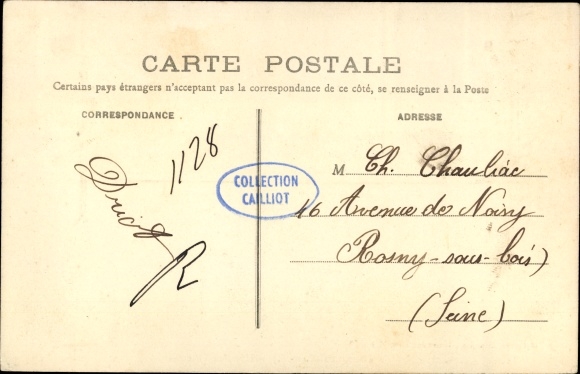 CARTE POSTALE
Certains pays étrangers n'acceptant pas la correspondance de ce côté, se renseigner à la Poste
CORRESPONDANCE.
1128
R
COLLECTION
CAILLIOT
ADRESSE
M Ch. Chauliac
46 Avenue de Noisy
Rosny-sous-bois)
(Seine)